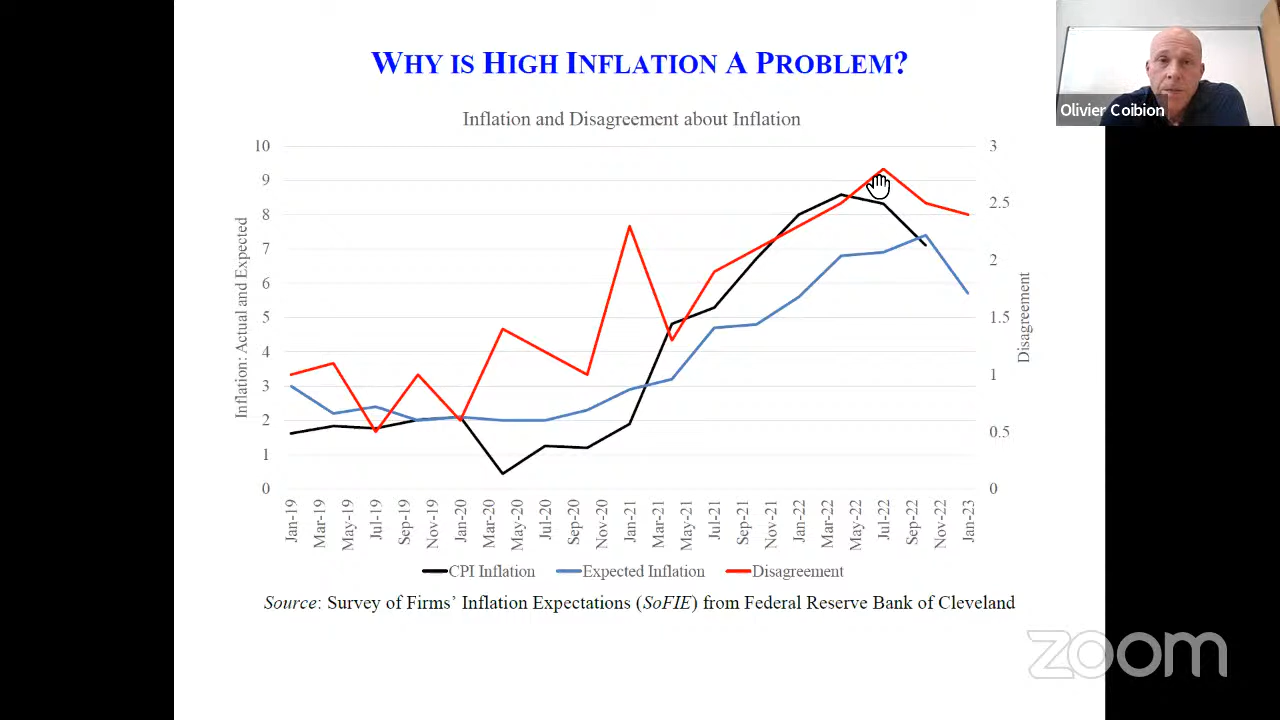 WHY IS HIGH INFLATION A PROBLEM?
Olivier Coibion
Inflation and Disagreement about Inflation
10
9
8
7
6
5
4
3
2
1
0
Inflation: Actual and Expected
3
2.5
2
1.5
1
0.5
0
Disagreement
Jan-19
Mar-19
May-19
Jul-19
Sep-19
Nov-19
Jan-20
Mar-20
May-20
Jul-20
Sep-20
Nov-20
Jan-21
Mar-21
May-21
Jul-21
Sep-21
Nov-21
Jan-22
Mar-22
May-22
Jul-22
Sep-22
Nov-22
Jan-23
CPI Inflation Expected Inflation Disagreement
Source: Survey of Firms' Inflation Expectations (SoFIE) from Federal Reserve Bank of Cleveland
zoom